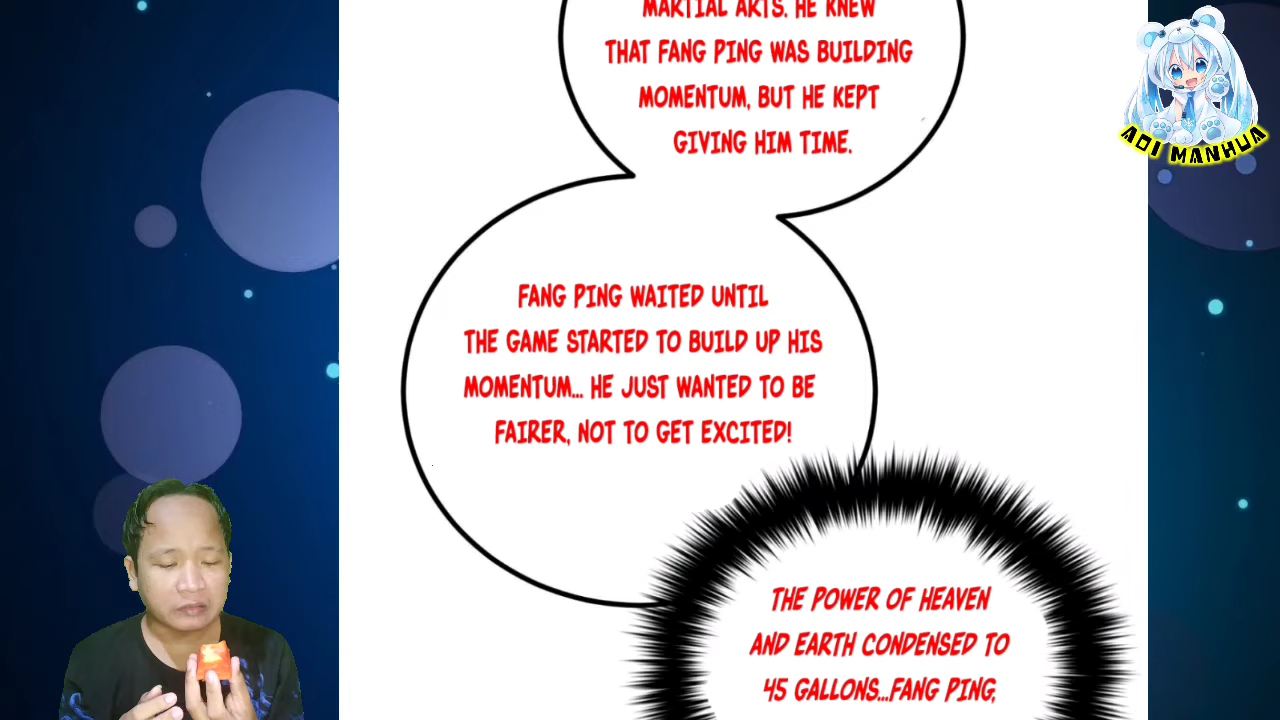 MARTIAL ARTS. HE KNEW
THAT FANG PING WAS BUILDING
MOMENTUM, BUT HE KEPT
GIVING HIM TIME.
FANG PING WAITED UNTIL
THE GAME STARTED TO BUILD UP HIS
MOMENTUM... HE JUST WANTED TO BE
FAIRER, NOT TO GET EXCITED!
THE POWER OF HEAVEN
AND EARTH CONDENSED TO
45 GALLONS...FANG PING,
AOI MANHUA